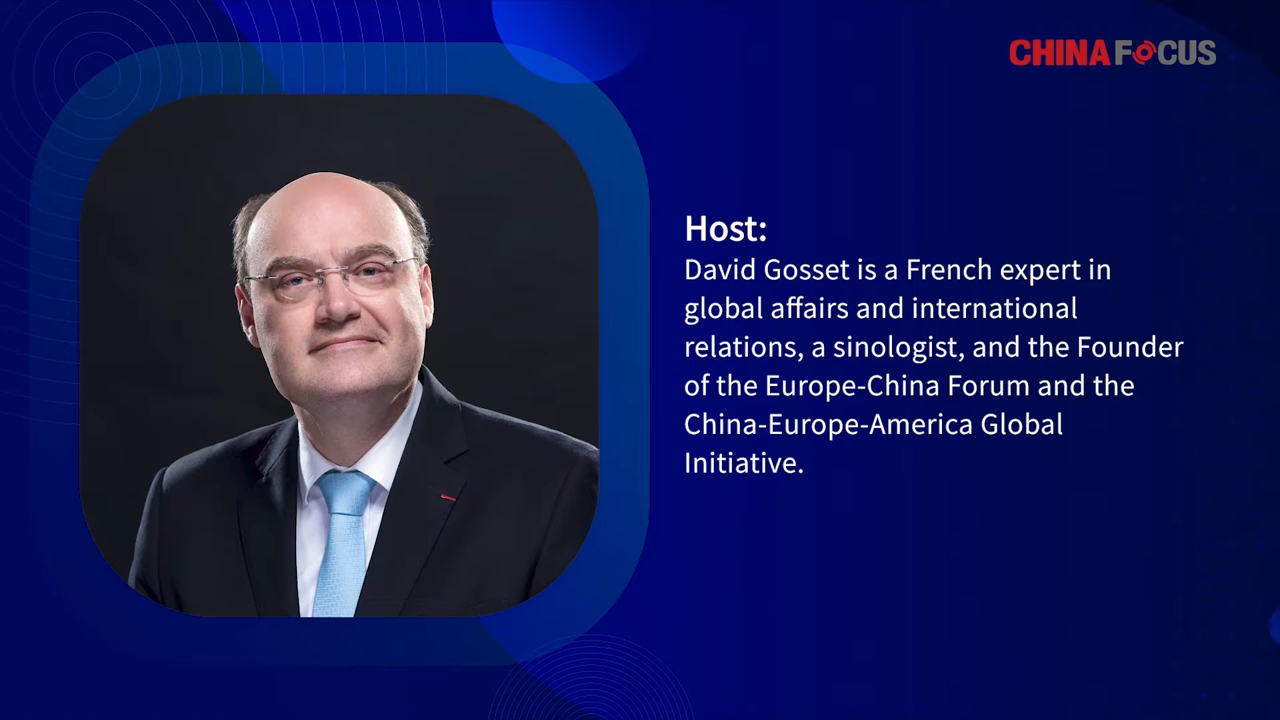 CHINA FOCUS
Host:
David Gosset is a French expert in
global affairs and international
relations, a sinologist, and the Founder
of the Europe-China Forum and the
China-Europe-America Global
Initiative.